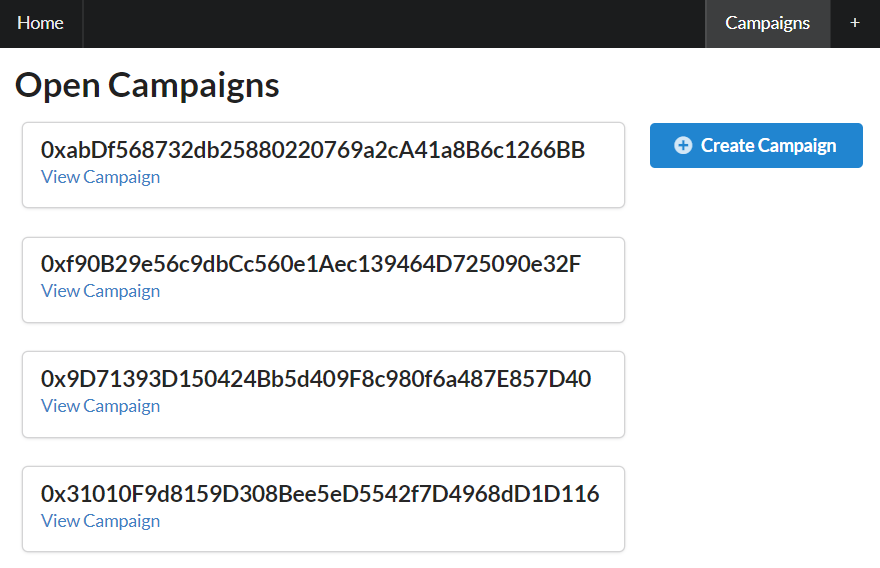 Home
Campaigns
+
Open Campaigns
0xabDf568732db25880220769a2cA41a8B6c1266BB
View Campaign
Create Campaign
0xf90B29e56c9dbCc560e1Aec139464D725090e32F
View Campaign
0x9D71393D150424Bb5d409F8c980f6a487E857D40
View Campaign
0x31010F9d8159D308Bee5eD5542f7D4968dD1D116
View Campaign